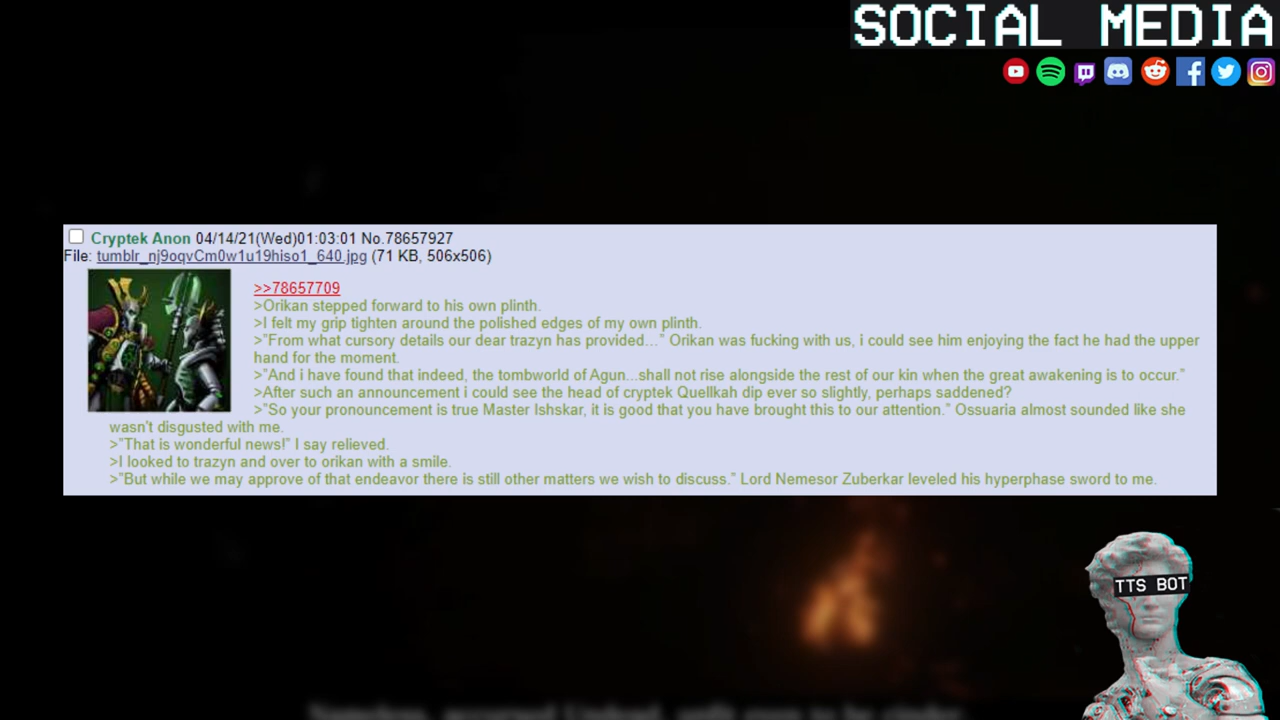 SOCIAL MEDIA
Cryptek Anon 04/14/21(Wed)01:03:01 No.78657927
File: tumblr_nj9oqvCm0w1u19hiso1_640.jpg (71 KB, 506x506)
>>78657709
>Orikan stepped forward to his own plinth.
>I felt my grip tighten around the polished edges of my own plinth.
>"From what cursory details our dear trazyn has provided…" Orikan was fucking with us, i could see him enjoying the fact he had the upper
hand for the moment.
>"And i have found that indeed, the tombworld of Agun...shall not rise alongside the rest of our kin when the great awakening is to occur."
>After such an announcement i could see the head of cryptek Quellkah dip ever so slightly, perhaps saddened?
>"So your pronouncement is true Master Ishskar, it is good that you have brought this to our attention." Ossuaria almost sounded like she
wasn't disgusted with me.
>"That is wonderful news!" I say relieved.
>I looked to trazyn and over to orikan with a smile.
>"But while we may approve of that endeavor there is still other matters we wish to discuss." Lord Nemesor Zuberkar leveled his hyperphase sword to me.
TTS BOT